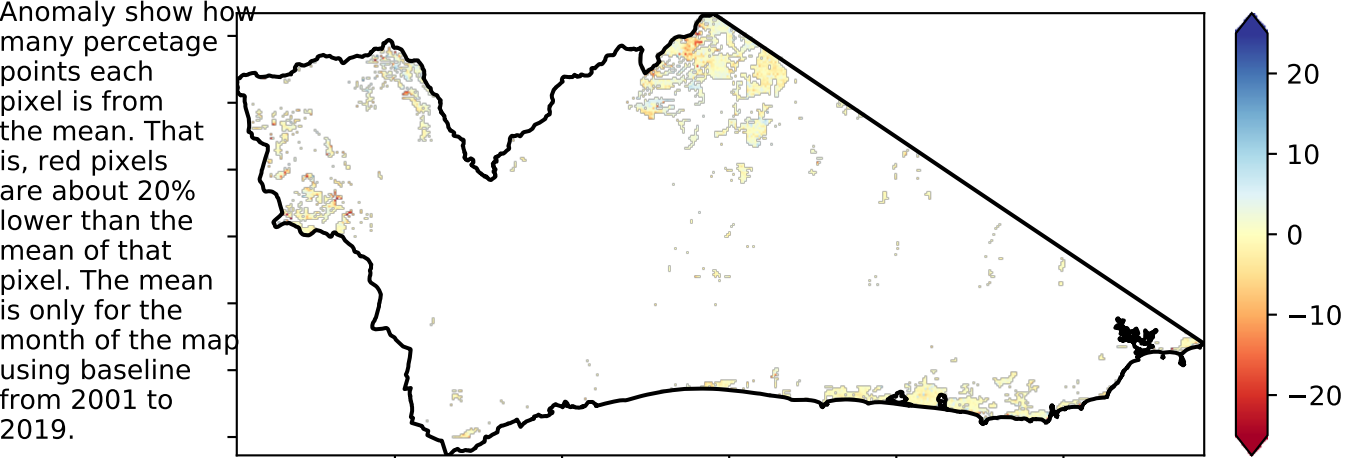 Anomaly show how
many percetage
points each
pixel is from
the mean. That
is, red pixels
are about 20%
lower than the
mean of that
pixel. The mean
is only for the
month of the map
using baseline
from 2001 to
2019.
20
10
0
−10
−20